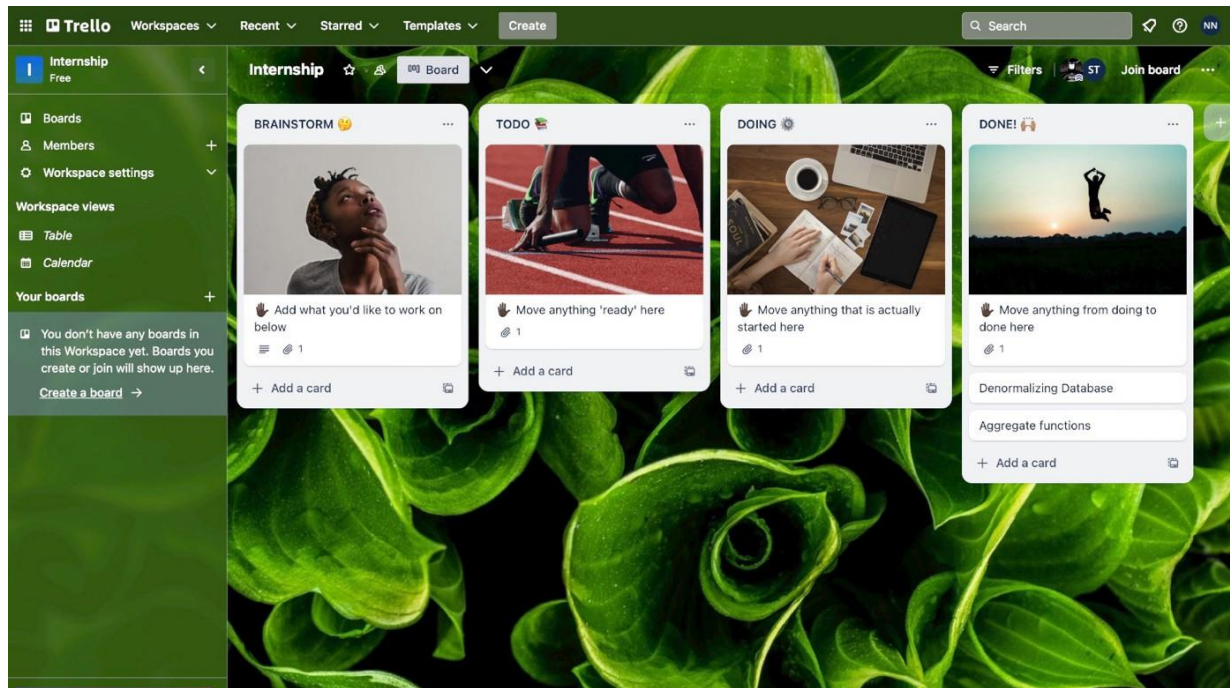 Trello
Workspaces
Recent
Starred
Templates
Create
Search
NN
I
Internship
Free
Boards
Members
Workspace settings
Workspace views
Table
Calendar
Your boards
You don't have any boards in
this Workspace yet. Boards you
create or join will show up here.
Create a board →
Internship
Board
Filters
ST
Join board
BRAINSTORM 🤔
🖐🏿 Add what you'd like to work on
below
1
+ Add a card
TODO 📚
🖐🏿 Move anything 'ready' here
1
+ Add a card
DOING ⚙️
SOUL
🖐🏿 Move anything that is actually
started here
1
+ Add a card
DONE! 🙌🏽
🖐🏿 Move anything from doing to
done here
1
Denormalizing Database
Aggregate functions
+ Add a card